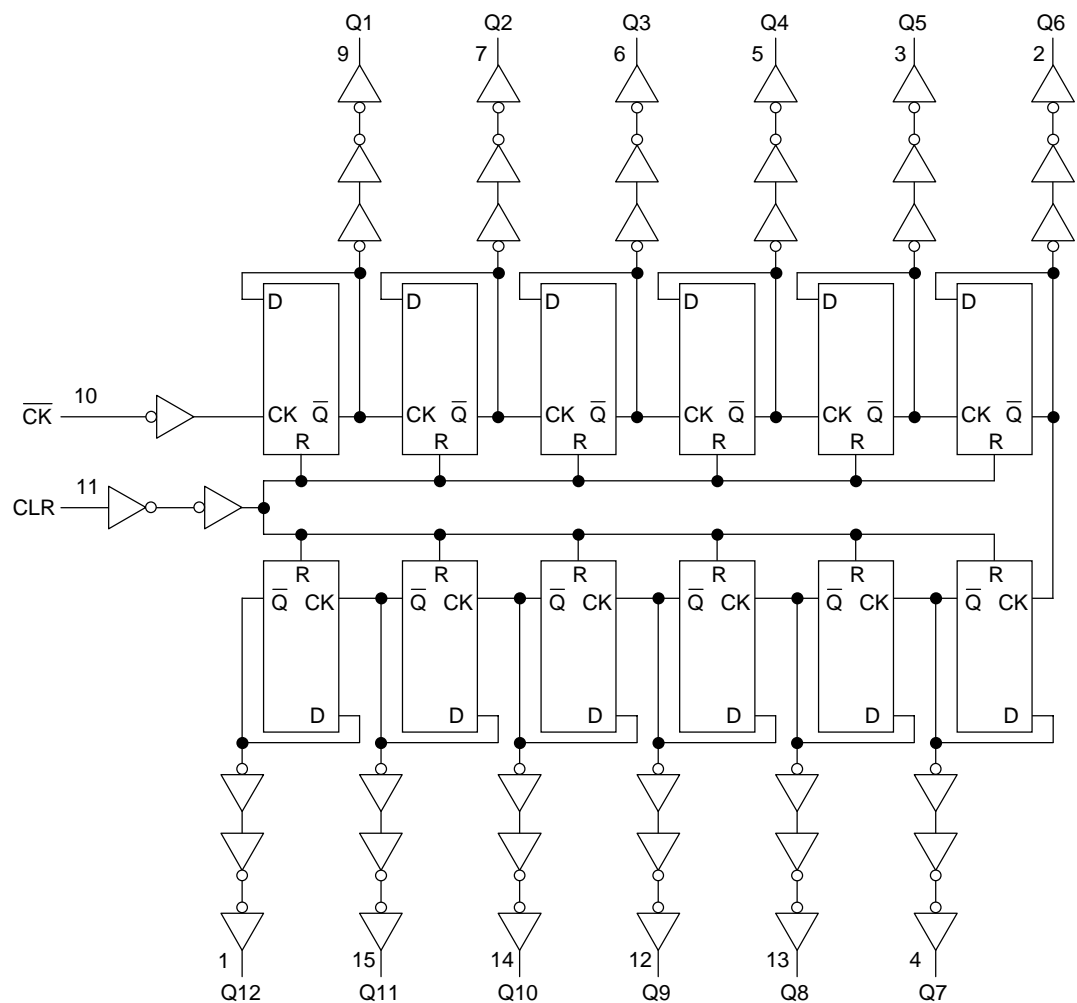 Q1 Q2 Q3 Q4 Q5 Q6
9 7 6 5 3 2
D D D D D D
10
C̅K̅ CK Q̅ CK Q̅ CK Q̅ CK Q̅ CK Q̅ CK Q̅
R R R R R R
11
CLR
R R R R R R
Q̅ CK Q̅ CK Q̅ CK Q̅ CK Q̅ CK Q̅ CK
D D D D D D
1 15 14 12 13 4
Q12 Q11 Q10 Q9 Q8 Q7